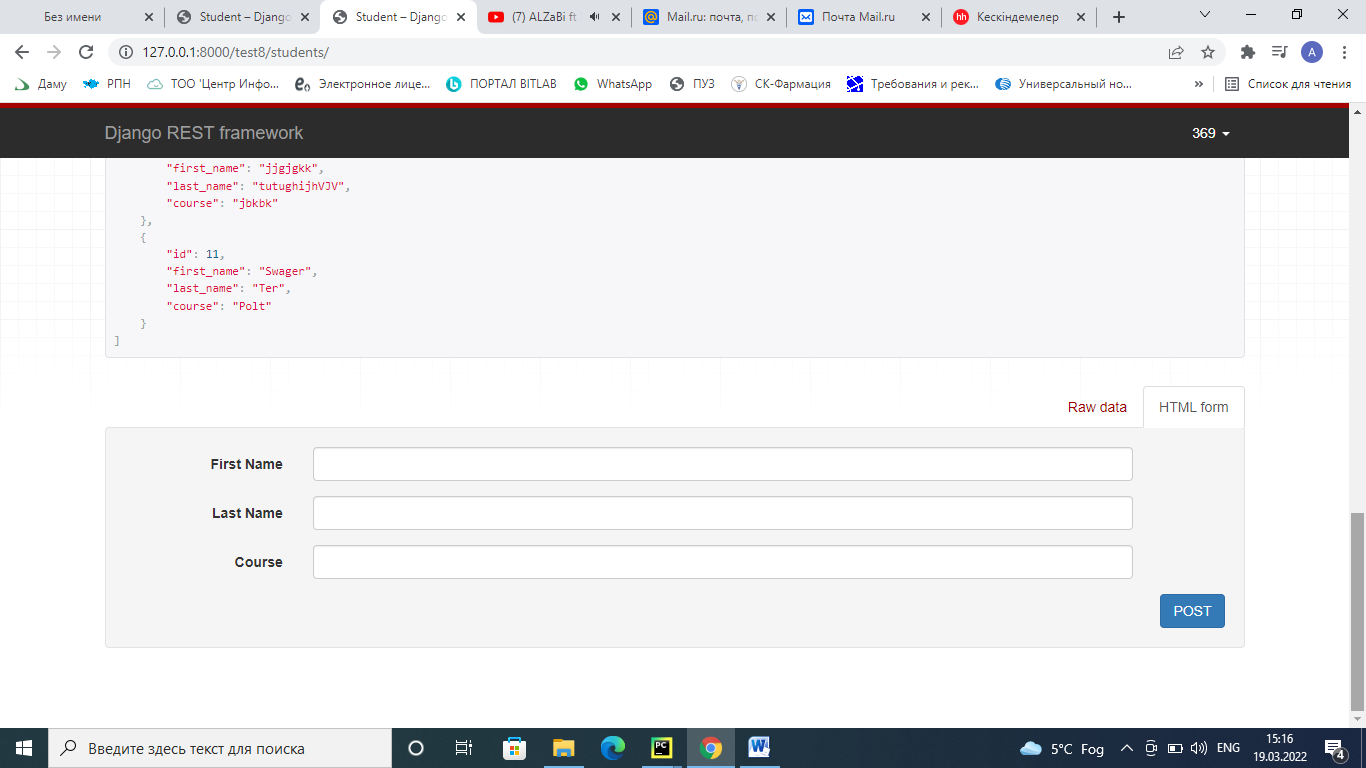 Без имени
Student – Django
Student – Django
(7) ALZaBi ft
Mail.ru: почта, по
Почта Mail.ru
Кескіндемелер
127.0.0.1:8000/test8/students/
A
Даму
РПН
ТОО 'Центр Инфо...
Электронное лице...
ПОРТАЛ BITLAB
WhatsApp
ПУЗ
СК-Фармация
Требования и рек...
Универсальный но...
»
Список для чтения
Django REST framework
369
"first_name": "jjgjgkk",
"last_name": "tutughijhVJV",
"course": "jbkbk"
},
{
"id": 11,
"first_name": "Swager",
"last_name": "Ter",
"course": "Polt"
}
]
Raw data
HTML form
First Name
Last Name
Course
POST
Введите здесь текст для поиска
5°C Fog
ENG
15:16
19.03.2022
4